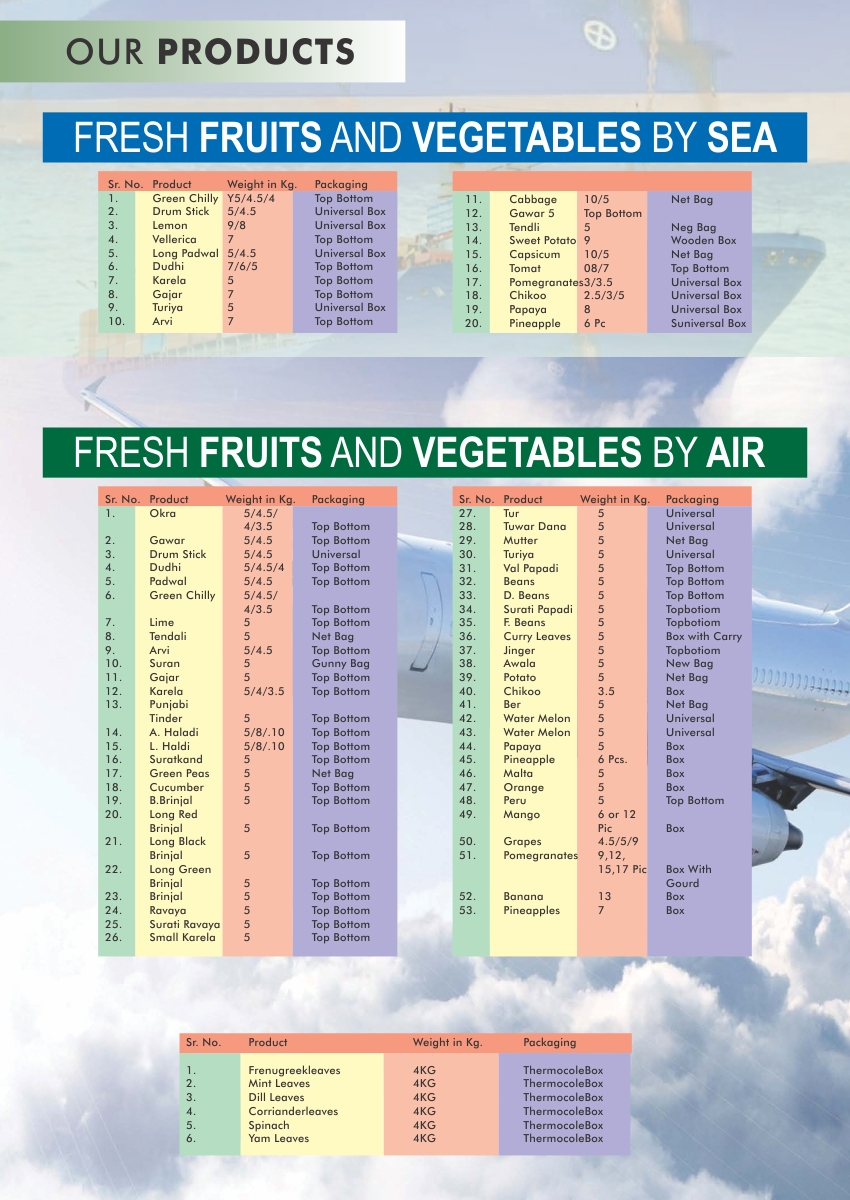 OUR PRODUCTS
FRESH FRUITS AND VEGETABLES BY SEA
Sr. No. Product Weight in Kg. Packaging
1. Green Chilly Y5/4.5/4 Top Bottom
2. Drum Stick 5/4.5 Universal Box
3. Lemon 9/8 Universal Box
4. Vellerica 7 Top Bottom
5. Long Padwal 5/4.5 Universal Box
6. Dudhi 7/6/5 Top Bottom
7. Karela 5 Top Bottom
8. Gajar 7 Top Bottom
9. Turiya 5 Universal Box
10. Arvi 7 Top Bottom
11. Cabbage 10/5 Net Bag
12. Gawar 5 Top Bottom
13. Tendli 5 Neg Bag
14. Sweet Potato 9 Wooden Box
15. Capsicum 10/5 Net Bag
16. Tomat 08/7 Top Bottom
17. Pomegranates3/3.5 Universal Box
18. Chikoo 2.5/3/5 Universal Box
19. Papaya 8 Universal Box
20. Pineapple 6 Pc Suniversal Box
FRESH FRUITS AND VEGETABLES BY AIR
Sr. No. Product Weight in Kg. Packaging
1. Okra 5/4.5/
4/3.5 Top Bottom
2. Gawar 5/4.5 Top Bottom
3. Drum Stick 5/4.5 Universal
4. Dudhi 5/4.5/4 Top Bottom
5. Padwal 5/4.5 Top Bottom
6. Green Chilly 5/4.5/
4/3.5 Top Bottom
7. Lime 5 Top Bottom
8. Tendali 5 Net Bag
9. Arvi 5/4.5 Top Bottom
10. Suran 5 Gunny Bag
11. Gajar 5 Top Bottom
12. Karela 5/4/3.5 Top Bottom
13. Punjabi
Tinder 5 Top Bottom
14. A. Haladi 5/8/.10 Top Bottom
15. L. Haldi 5/8/.10 Top Bottom
16. Suratkand 5 Top Bottom
17. Green Peas 5 Net Bag
18. Cucumber 5 Top Bottom
19. B.Brinjal 5 Top Bottom
20. Long Red
Brinjal 5 Top Bottom
21. Long Black
Brinjal 5 Top Bottom
22. Long Green
Brinjal 5 Top Bottom
23. Brinjal 5 Top Bottom
24. Ravaya 5 Top Bottom
25. Surati Ravaya 5 Top Bottom
26. Small Karela 5 Top Bottom
Sr. No. Product Weight in Kg. Packaging
27. Tur 5 Universal
28. Tuwar Dana 5 Universal
29. Mutter 5 Net Bag
30. Turiya 5 Universal
31. Val Papadi 5 Top Bottom
32. Beans 5 Top Bottom
33. D. Beans 5 Top Bottom
34. Surati Papadi 5 Topbotiom
35. F. Beans 5 Topbotiom
36. Curry Leaves 5 Box with Carry
37. Jinger 5 Topbotiom
38. Awala 5 New Bag
39. Potato 5 Net Bag
40. Chikoo 3.5 Box
41. Ber 5 Net Bag
42. Water Melon 5 Universal
43. Water Melon 5 Universal
44. Papaya 5 Box
45. Pineapple 6 Pcs. Box
46. Malta 5 Box
47. Orange 5 Box
48. Peru 5 Top Bottom
49. Mango 6 or 12
Pic Box
50. Grapes 4.5/5/9
51. Pomegranates 9,12,
15,17 Pic Box With
Gourd
52. Banana 13 Box
53. Pineapples 7 Box
Sr. No. Product Weight in Kg. Packaging
1. Frenugreekleaves 4KG ThermocoleBox
2. Mint Leaves 4KG ThermocoleBox
3. Dill Leaves 4KG ThermocoleBox
4. Corrianderleaves 4KG ThermocoleBox
5. Spinach 4KG ThermocoleBox
6. Yam Leaves 4KG ThermocoleBox